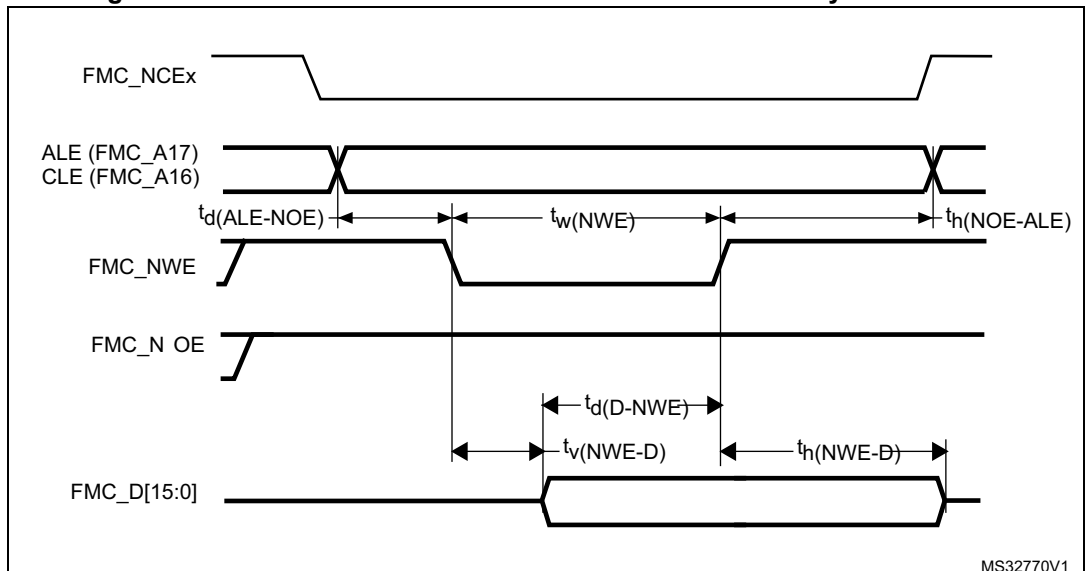 FMC_NCEx
ALE (FMC_A17)
CLE (FMC_A16)
td(ALE-NOE)
tw(NWE)
th(NOE-ALE)
FMC_NWE
FMC_N OE
td(D-NWE)
tv(NWE-D)
th(NWE-D)
FMC_D[15:0]
MS32770V1